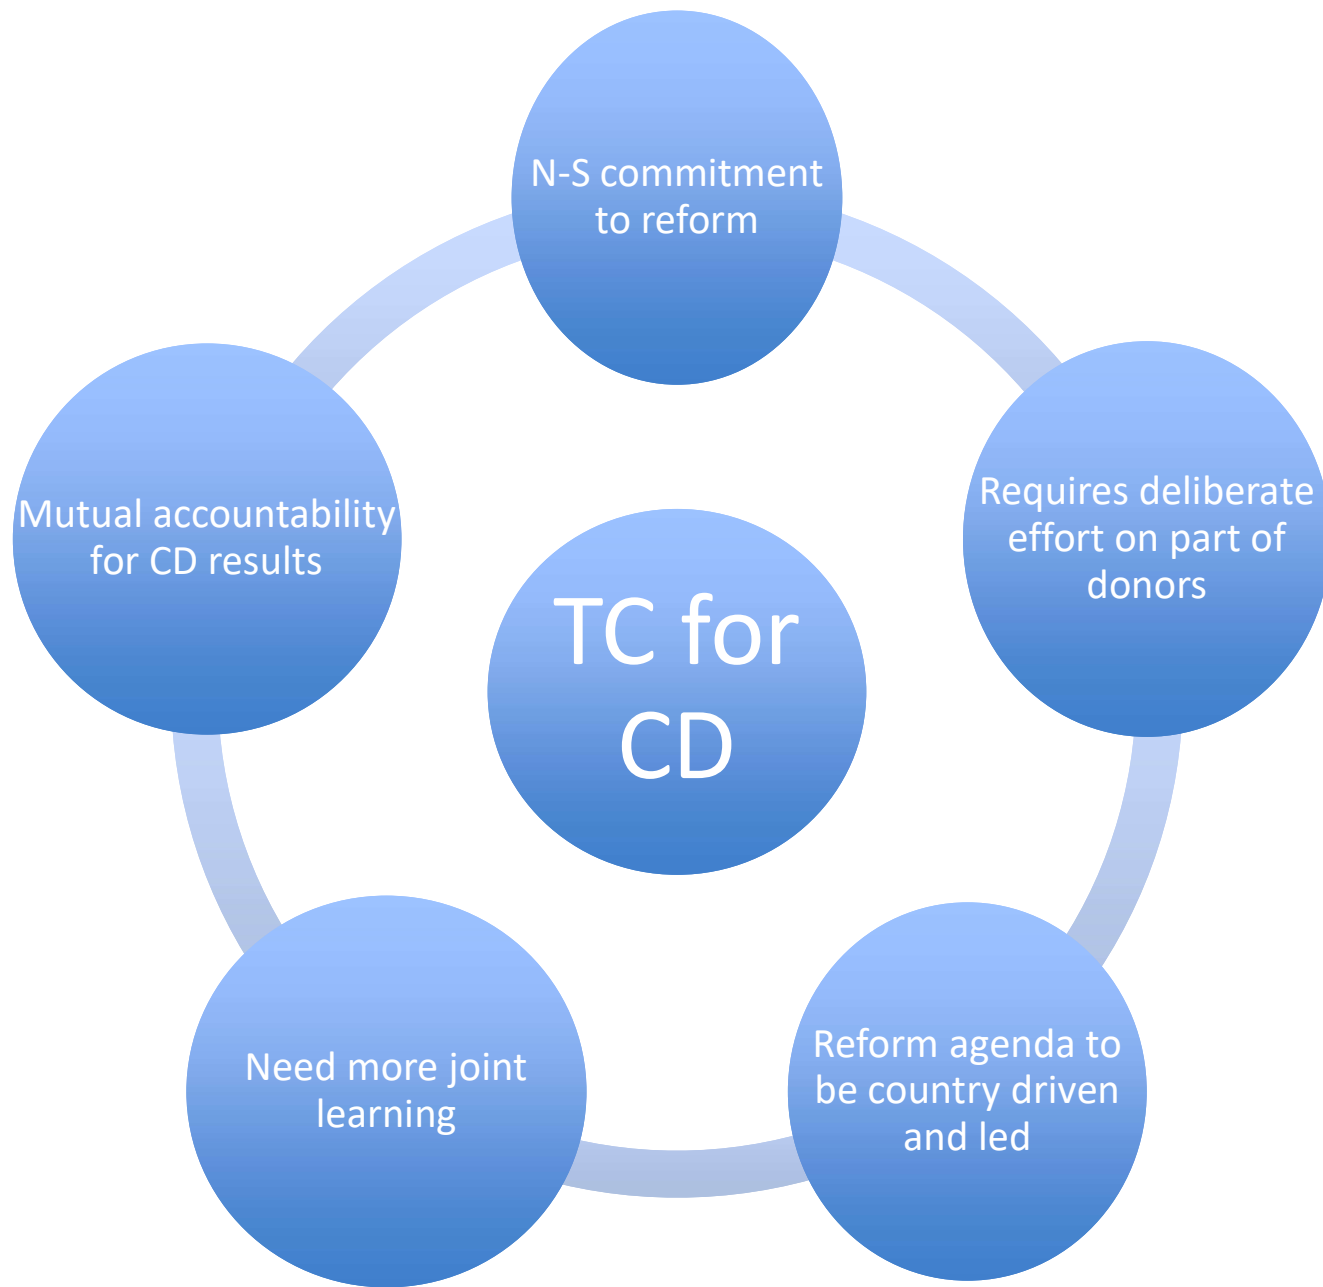 N-S commitment
to reform
Requires deliberate
effort on part of
donors
Reform agenda to
be country driven
and led
Need more joint
learning
Mutual accountability
for CD results
TC for
CD